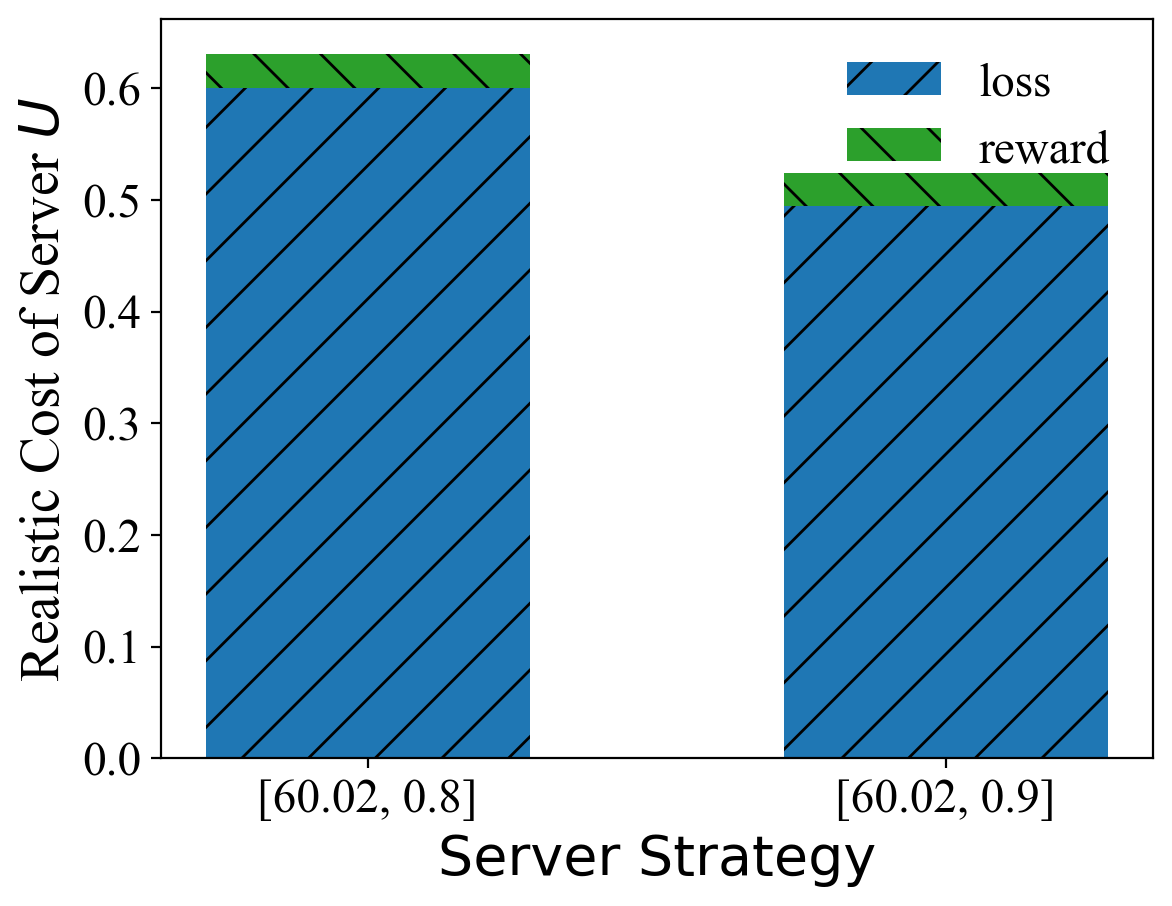 Realistic Cost of Server U
0.6
0.5
0.4
0.3
0.2
0.1
0.0
loss
reward
[60.02, 0.8]
[60.02, 0.9]
Server Strategy